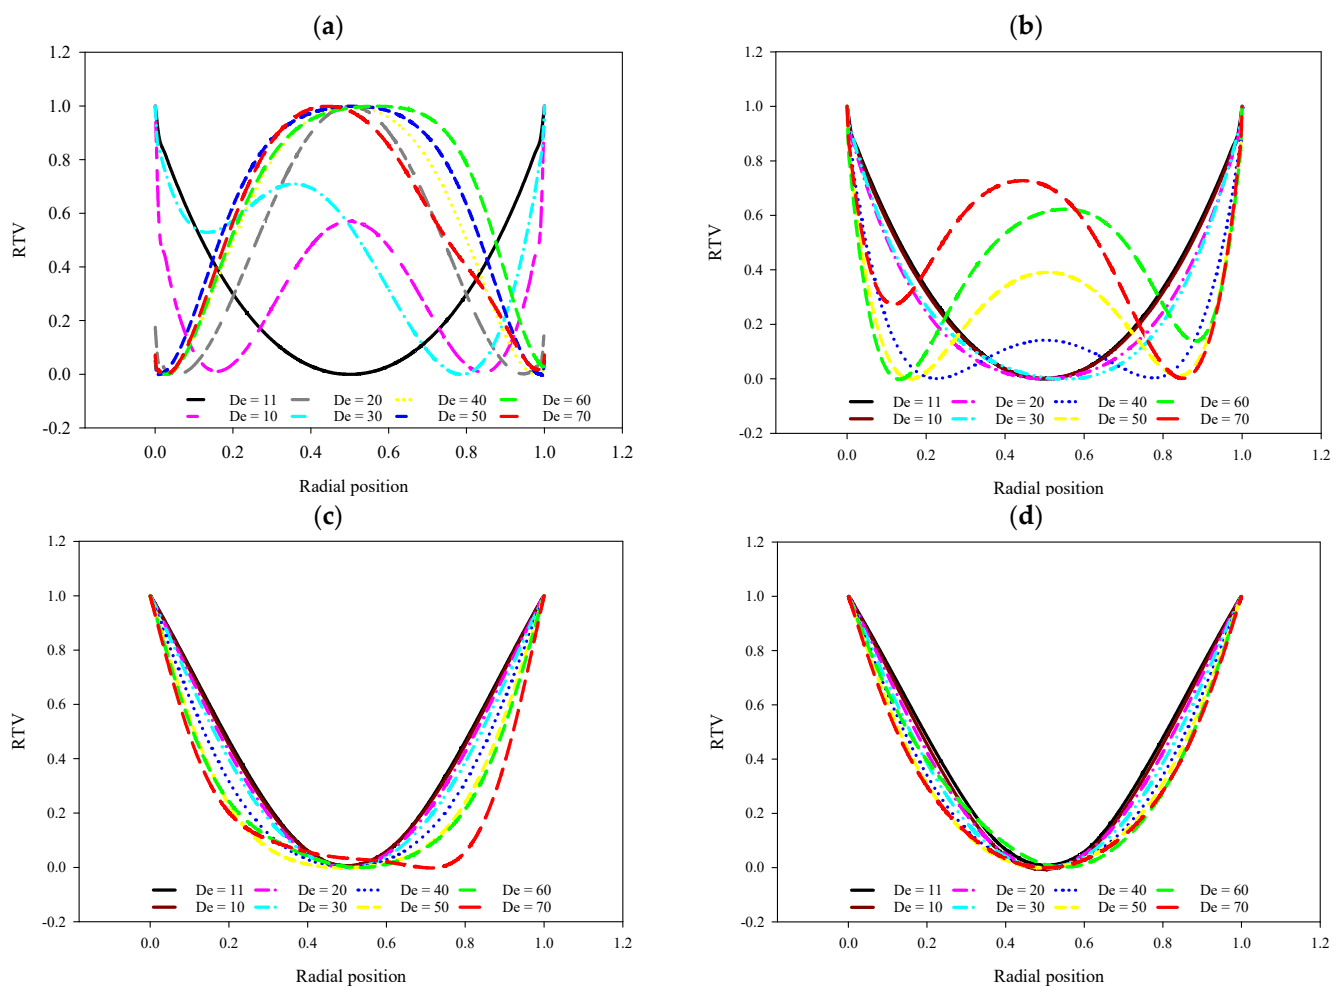 (a)
1.2
1.0
0.8
0.6
0.4
0.2
0.0
-0.2
RTV
De = 11 De = 20 De = 40 De = 60
De = 10 De = 30 De = 50 De = 70
0.0 0.2 0.4 0.6 0.8 1.0 1.2
Radial position
(b)
1.2
1.0
0.8
0.6
0.4
0.2
0.0
-0.2
RTV
De = 11 De = 20 De = 40 De = 60
De = 10 De = 30 De = 50 De = 70
0.0 0.2 0.4 0.6 0.8 1.0 1.2
Radial position
(c)
1.2
1.0
0.8
0.6
0.4
0.2
0.0
-0.2
RTV
De = 11 De = 20 De = 40 De = 60
De = 10 De = 30 De = 50 De = 70
0.0 0.2 0.4 0.6 0.8 1.0 1.2
Radial position
(d)
1.2
1.0
0.8
0.6
0.4
0.2
0.0
-0.2
RTV
De = 11 De = 20 De = 40 De = 60
De = 10 De = 30 De = 50 De = 70
0.0 0.2 0.4 0.6 0.8 1.0 1.2
Radial position